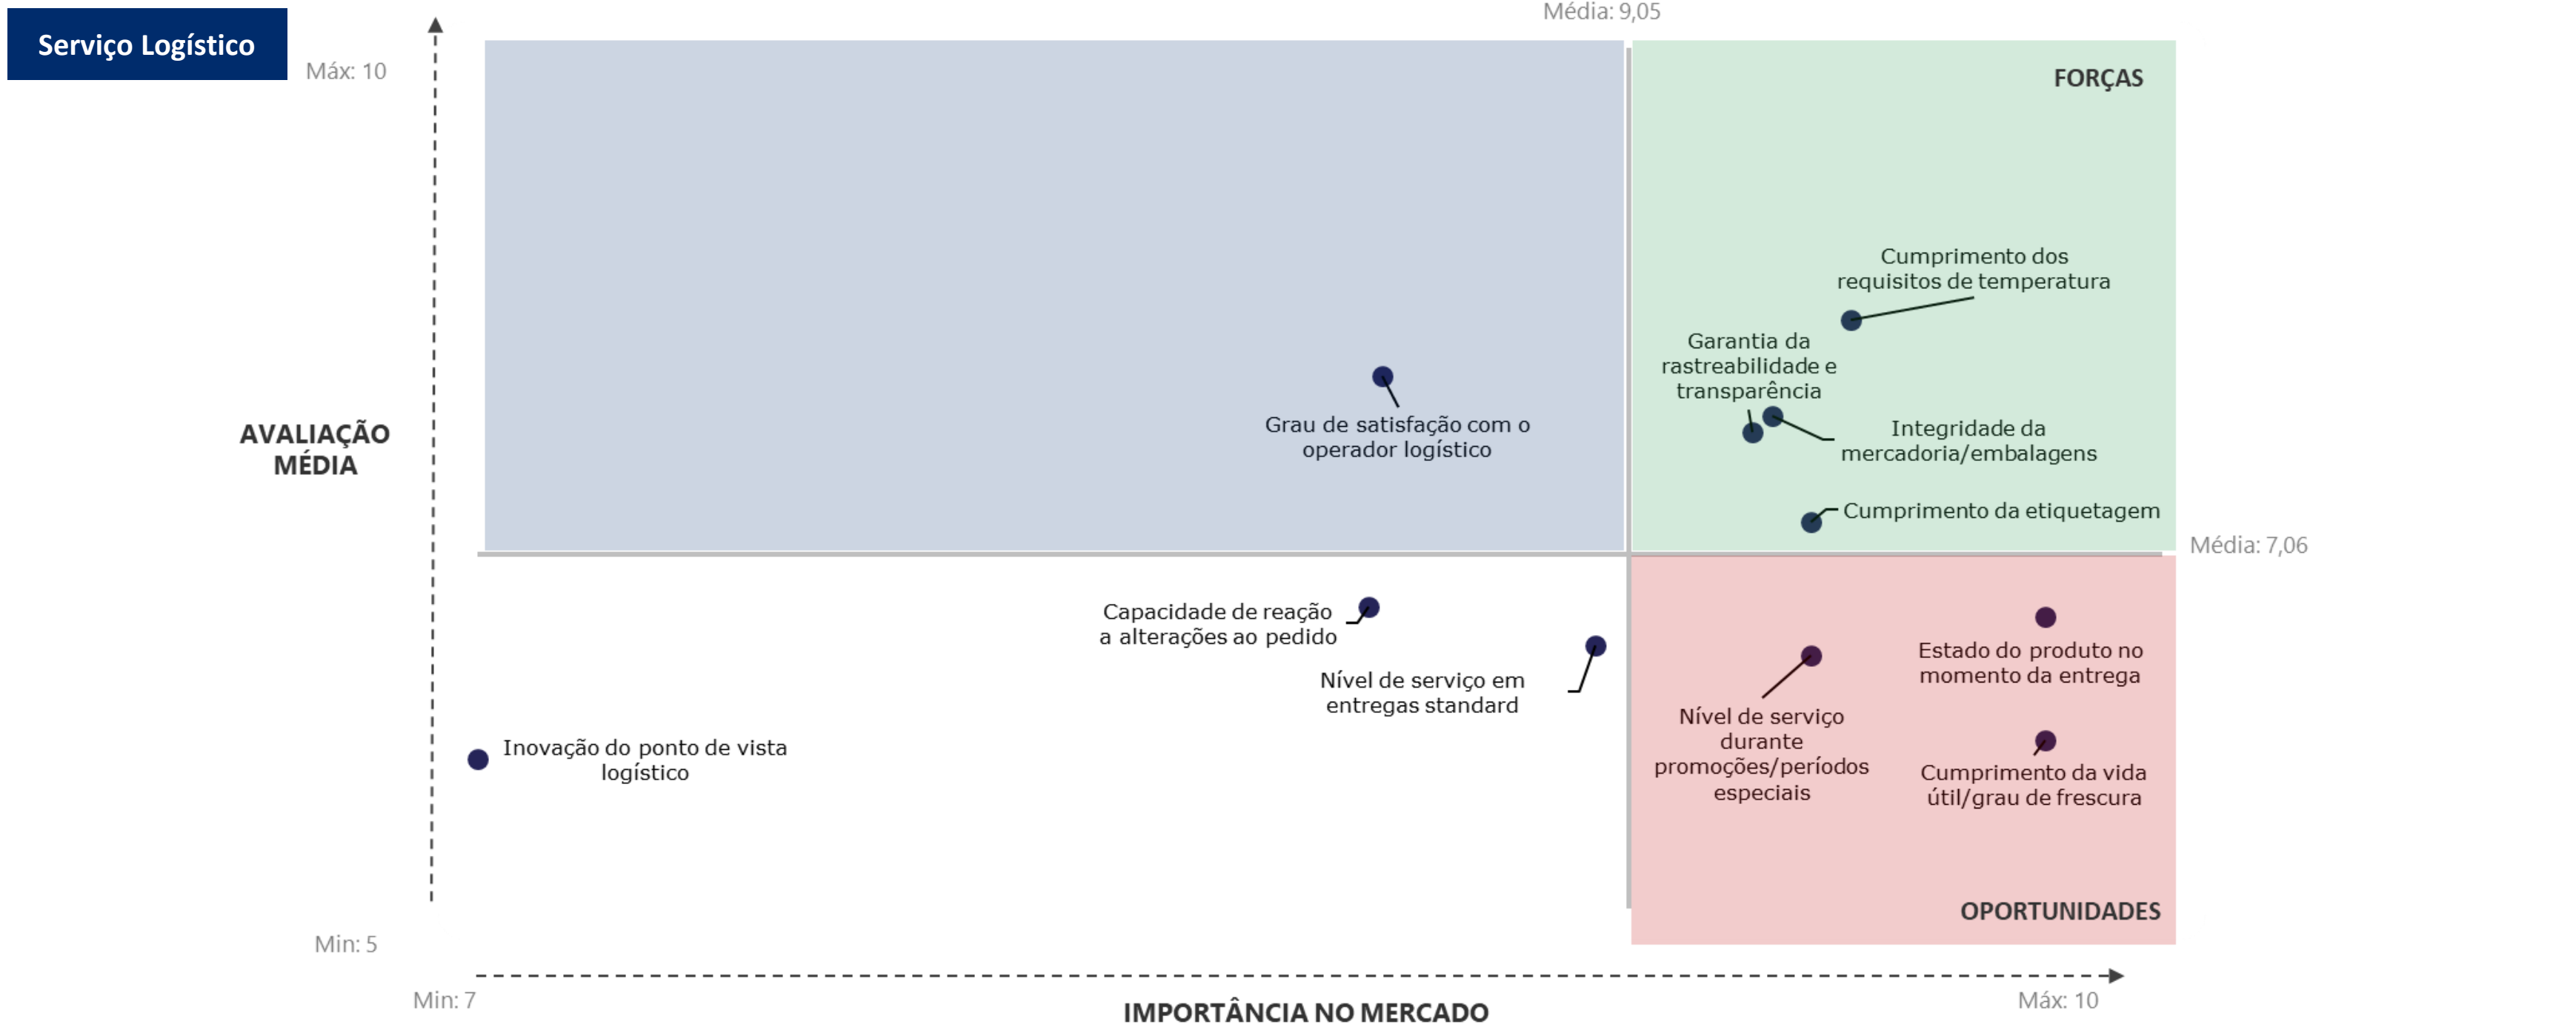 Média: 9,05
Serviço Logístico
Máx: 10
FORÇAS
Cumprimento dos
requisitos de temperatura
Garantia da
rastreabilidade e
transparência
Grau de satisfação com o
operador logístico
Integridade da
mercadoria/embalagens
AVALIAÇÃO
MÉDIA
Cumprimento da etiquetagem
Média: 7,06
Capacidade de reação
a alterações ao pedido
Nível de serviço em
entregas standard
Estado do produto no
momento da entrega
Nível de serviço
durante
promoções/períodos
especiais
Inovação do ponto de vista
logístico
Cumprimento da vida
útil/grau de frescura
OPORTUNIDADES
Min: 5
Min: 7
IMPORTÂNCIA NO MERCADO
Máx: 10